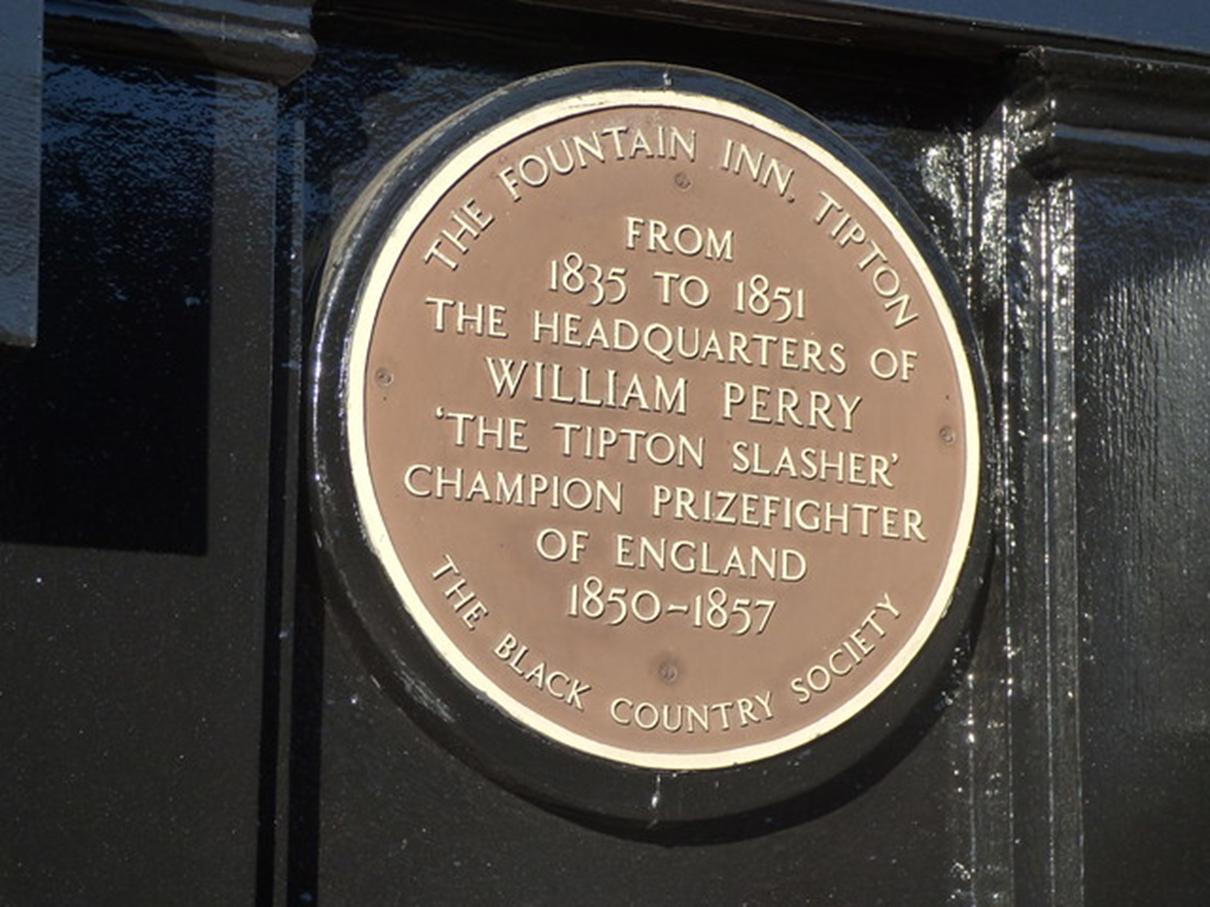 THE FOUNTAIN INN, TIPTON
FROM
1835 TO 1851
THE HEADQUARTERS OF
WILLIAM PERRY
'THE TIPTON SLASHER'
CHAMPION PRIZEFIGHTER
OF ENGLAND
1850-1857
THE BLACK COUNTRY SOCIETY